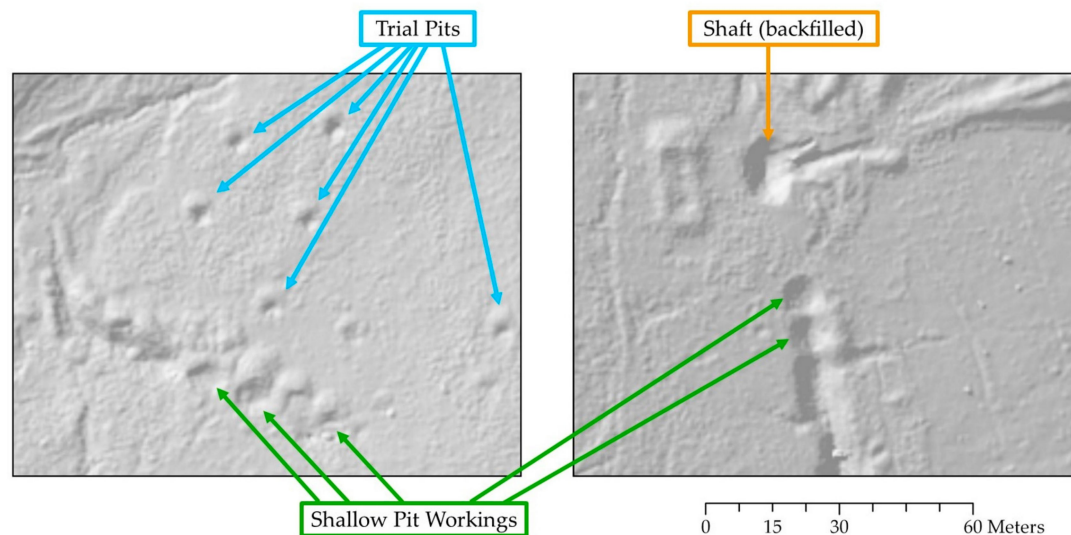 Trial Pits
Shaft (backfilled)
Shallow Pit Workings
0 15 30 60 Meters